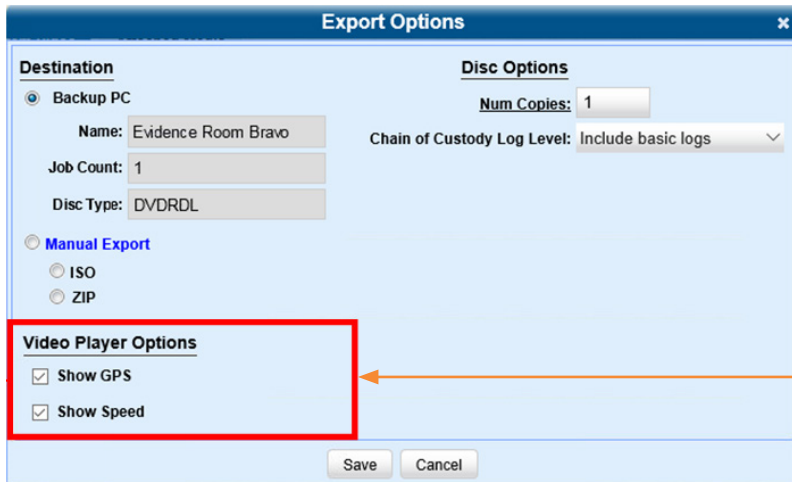 Export Options
Destination
Backup PC
Name: Evidence Room Bravo
Job Count: 1
Disc Type: DVDRDL
Manual Export
ISO
ZIP
Disc Options
Num Copies: 1
Chain of Custody Log Level: Include basic logs
Video Player Options
Show GPS
Show Speed
Save Cancel